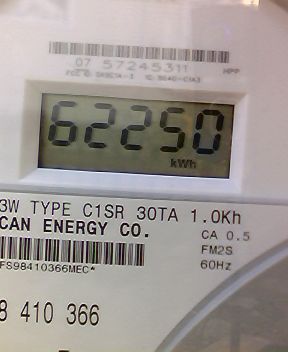 07 57245311 HPP
62250
kWh
3W TYPE C1SR 30TA 1.0Kh
CAN ENERGY CO.
CA 0.5
FM2S
FS98410366MEC*
60Hz
8 410 366